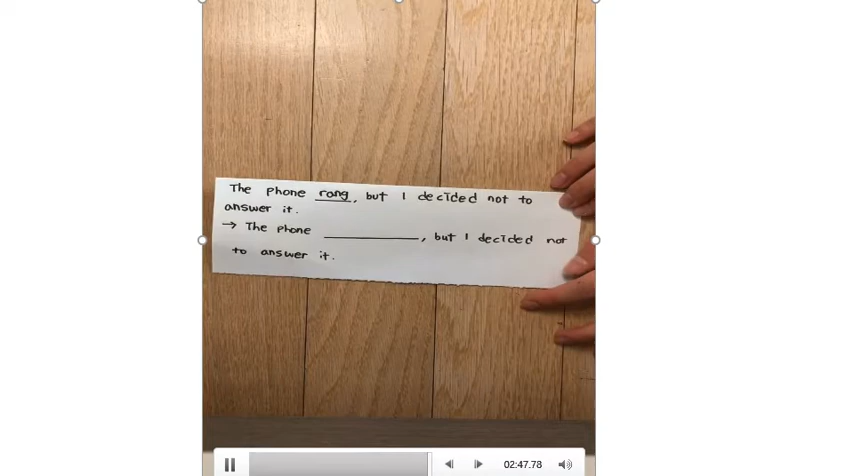 The phone rang, but I decided not to
answer it.
→ The phone __________, but I decided not
to answer it.
02:47.78